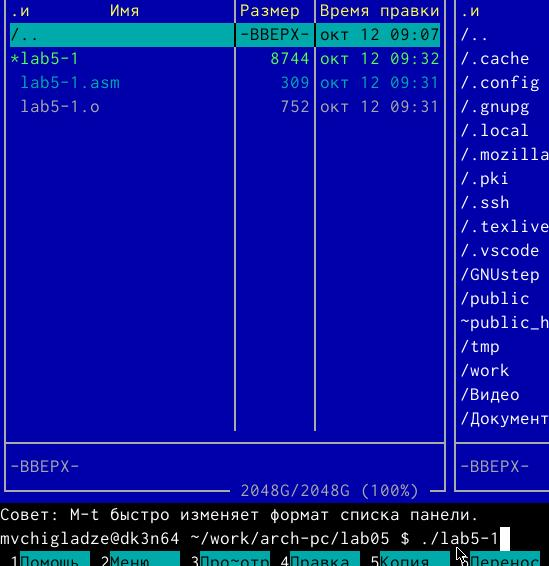 .и Имя Размер Время правки .и
/.. -ВВЕРХ- окт 12 09:07 /..
*lab5-1 8744 окт 12 09:32 /.cache
lab5-1.asm 309 окт 12 09:31 /.config
lab5-1.o 752 окт 12 09:31 /.gnupg
/.local
/.mozilla
/.pki
/.ssh
/.texlive
/.vscode
/GNUstep
/public
~public_h
/tmp
/work
/Видео
/Документ
-ВВЕРХ- -ВВЕРХ-
2048G/2048G (100%)
Совет: M-t быстро изменяет формат списка панели.
mvchigladze@dk3n64 ~/work/arch-pc/lab05 $ ./lab5-1
1Помощь 2Меню 3Про~отр 4Правка 5Копия 6Перенос